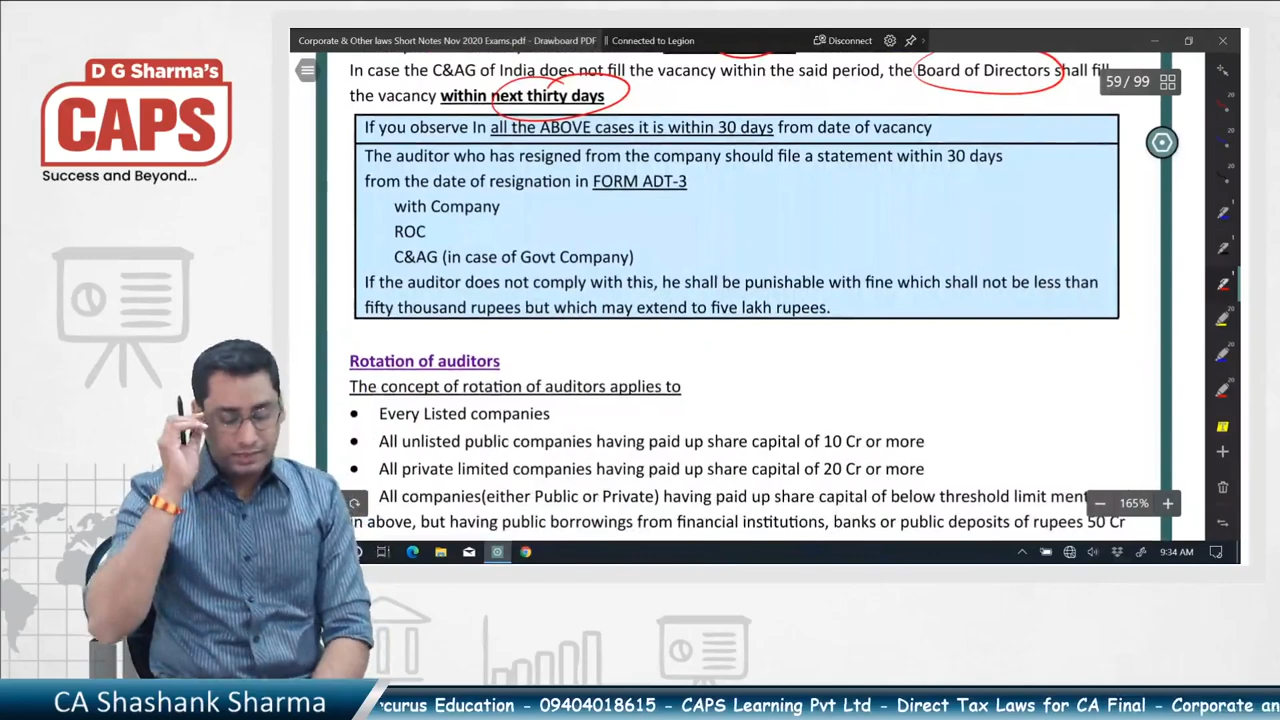 D G Sharma's
CAPS
Success and Beyond...
Corporate & Other laws Short Notes Nov 2020 Exams.pdf - Drawboard PDF
Connected to Legion
Disconnect
In case the C&AG of India does not fill the vacancy within the said period, the Board of Directors shall fill
the vacancy within next thirty days
59 / 99
If you observe In all the ABOVE cases it is within 30 days from date of vacancy
The auditor who has resigned from the company should file a statement within 30 days
from the date of resignation in FORM ADT-3
with Company
ROC
C&AG (in case of Govt Company)
If the auditor does not comply with this, he shall be punishable with fine which shall not be less than
fifty thousand rupees but which may extend to five lakh rupees.
Rotation of auditors
The concept of rotation of auditors applies to
• Every Listed companies
• All unlisted public companies having paid up share capital of 10 Cr or more
• All private limited companies having paid up share capital of 20 Cr or more
All companies(either Public or Private) having paid up share capital of below threshold limit ment
in above, but having public borrowings from financial institutions, banks or public deposits of rupees 50 Cr
165%
9:34 AM
CA Shashank Sharma
rcurus Education - 09404018615 - CAPS Learning Pvt Ltd - Direct Tax Laws for CA Final - Corporate an